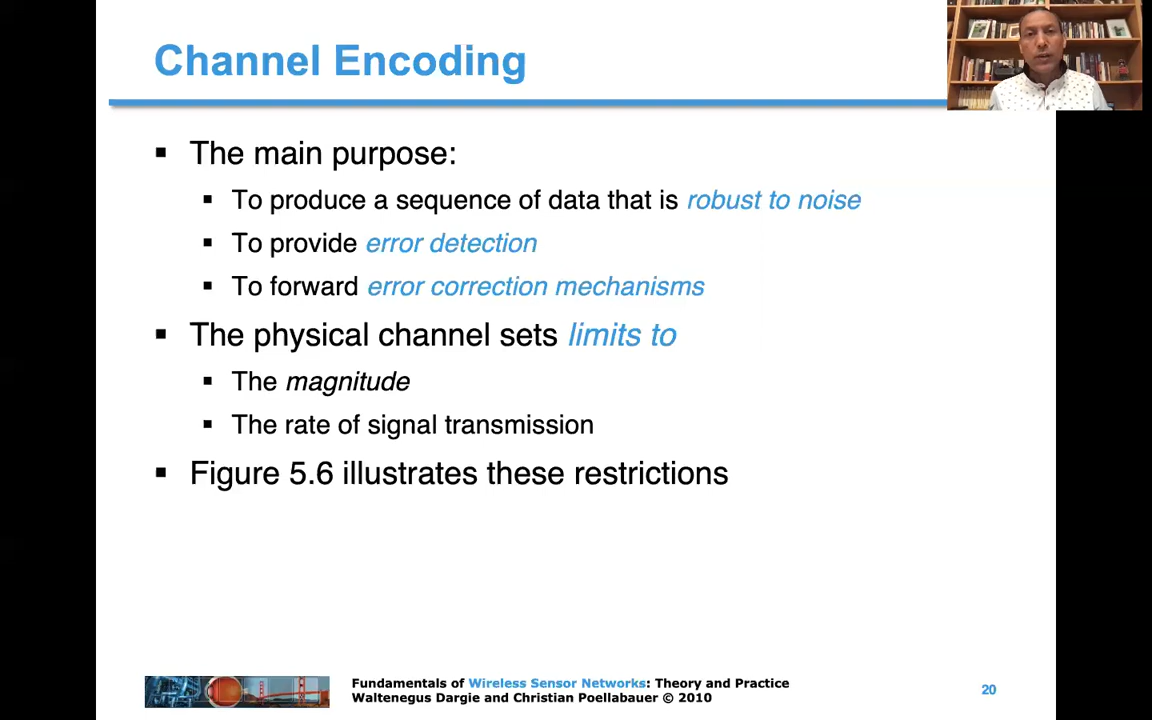 Channel Encoding
▪ The main purpose:
▪ To produce a sequence of data that is robust to noise
▪ To provide error detection
▪ To forward error correction mechanisms
▪ The physical channel sets limits to
▪ The magnitude
▪ The rate of signal transmission
▪ Figure 5.6 illustrates these restrictions
Fundamentals of Wireless Sensor Networks: Theory and Practice
Waltenegus Dargie and Christian Poellabauer © 2010
20